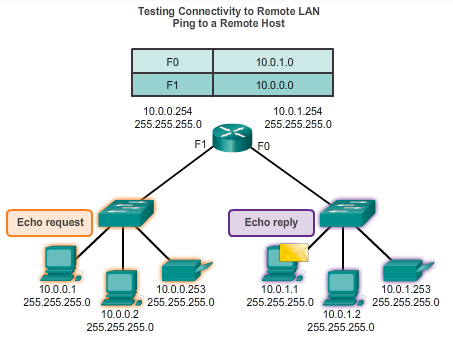 Testing Connectivity to Remote LAN
Ping to a Remote Host
F0 10.0.1.0
F1 10.0.0.0
10.0.0.254
255.255.255.0
10.0.1.254
255.255.255.0
F1
F0
Echo request
Echo reply
10.0.0.1
255.255.255.0
10.0.0.2
255.255.255.0
10.0.0.253
255.255.255.0
10.0.1.1
255.255.255.0
10.0.1.2
255.255.255.0
10.0.1.253
255.255.255.0